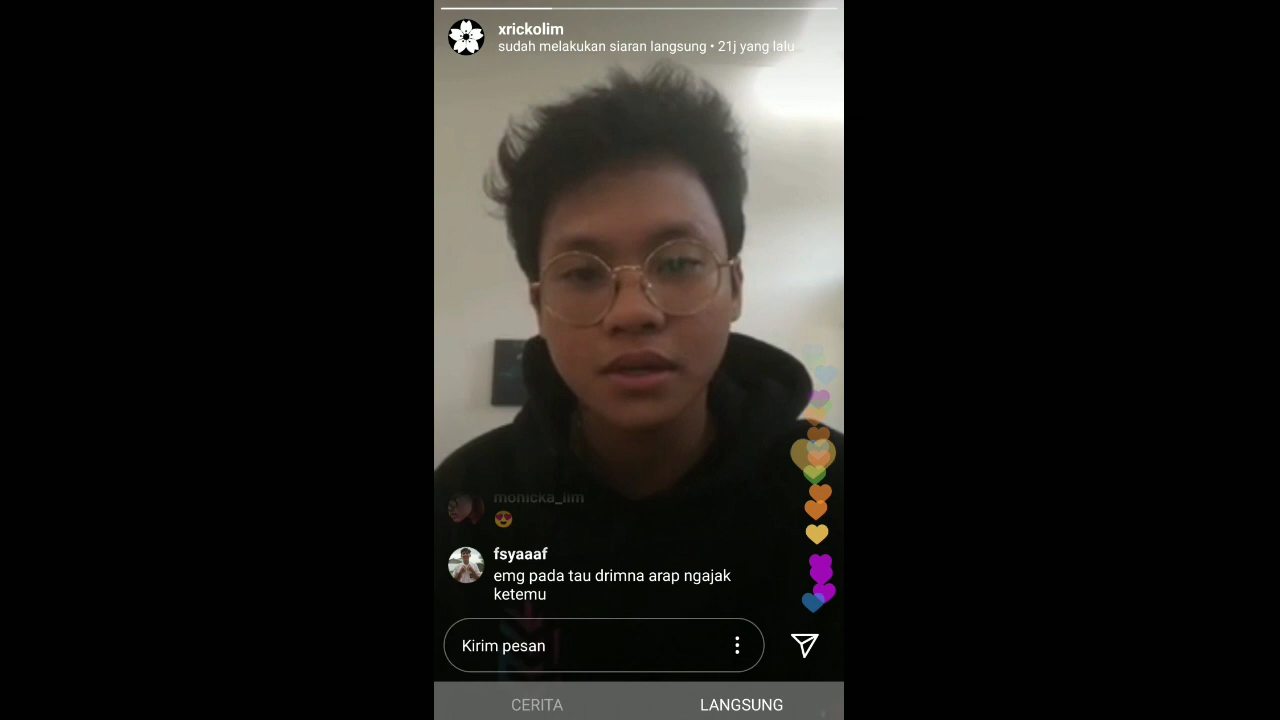 xrickolim
sudah melakukan siaran langsung • 21j yang lalu
monicka_lim
😍
fsyaaaf
emg pada tau drimna arap ngajak
ketemu
Kirim pesan
CERITA
LANGSUNG